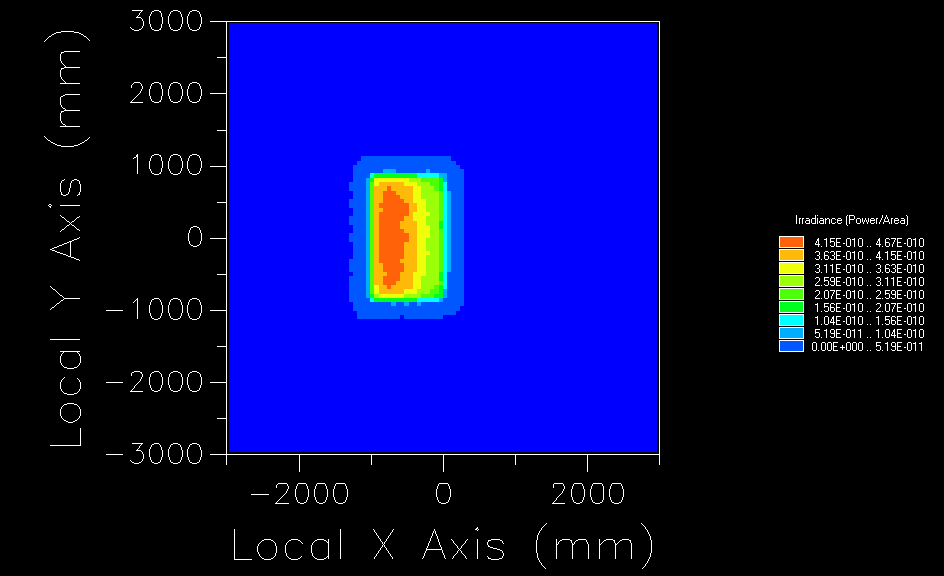 3000
2000
1000
0
−1000
−2000
−3000
Local Y Axis (mm)
−2000 0 2000
Local X Axis (mm)
Irradiance (Power/Area)
4.15E-010 .. 4.67E-010
3.63E-010 .. 4.15E-010
3.11E-010 .. 3.63E-010
2.59E-010 .. 3.11E-010
2.07E-010 .. 2.59E-010
1.56E-010 .. 2.07E-010
1.04E-010 .. 1.56E-010
5.19E-011 .. 1.04E-010
0.00E+000 .. 5.19E-011